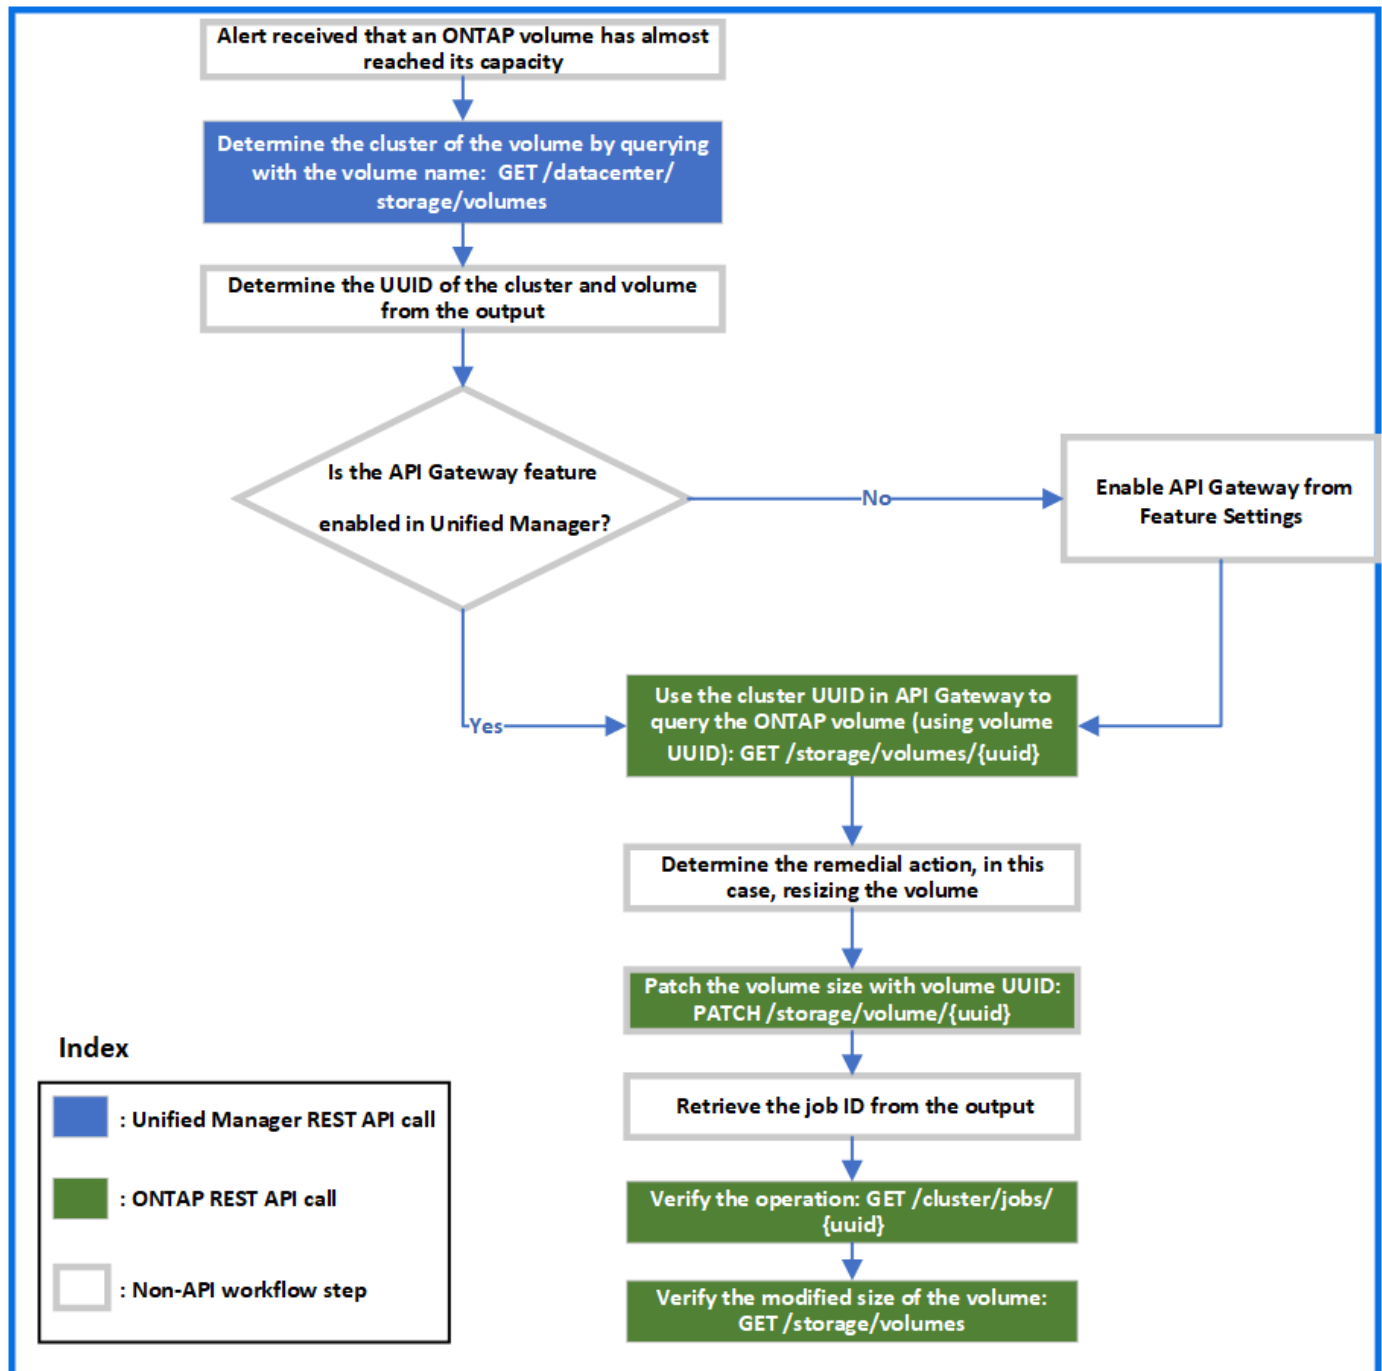 Alert received that an ONTAP volume has almost
reached its capacity
Determine the cluster of the volume by querying
with the volume name:  GET /datacenter/
storage/volumes
Determine the UUID of the cluster and volume
from the output
Is the API Gateway feature
enabled in Unified Manager?
No
Enable API Gateway from
Feature Settings
Yes
Use the cluster UUID in API Gateway to
query the ONTAP volume (using volume
UUID): GET /storage/volumes/{uuid}
Determine the remedial action, in this
case, resizing the volume
Patch the volume size with volume UUID:
PATCH /storage/volume/{uuid}
Retrieve the job ID from the output
Verify the operation: GET /cluster/jobs/
{uuid}
Verify the modified size of the volume:
GET /storage/volumes
Index
: Unified Manager REST API call
: ONTAP REST API call
: Non-API workflow step